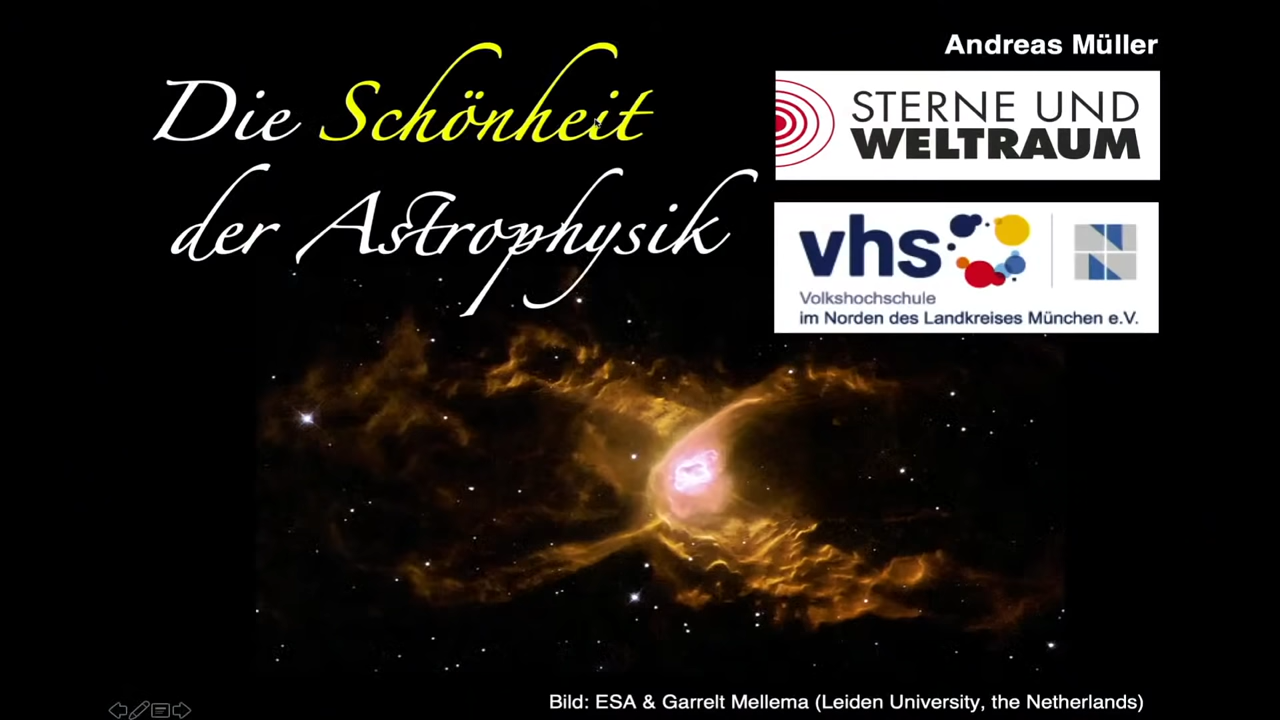 Die Schönheit
der Astrophysik
Andreas Müller
STERNE UND
WELTRAUM
vhs
Volkshochschule
im Norden des Landkreises München e.V.
Bild: ESA & Garrelt Mellema (Leiden University, the Netherlands)